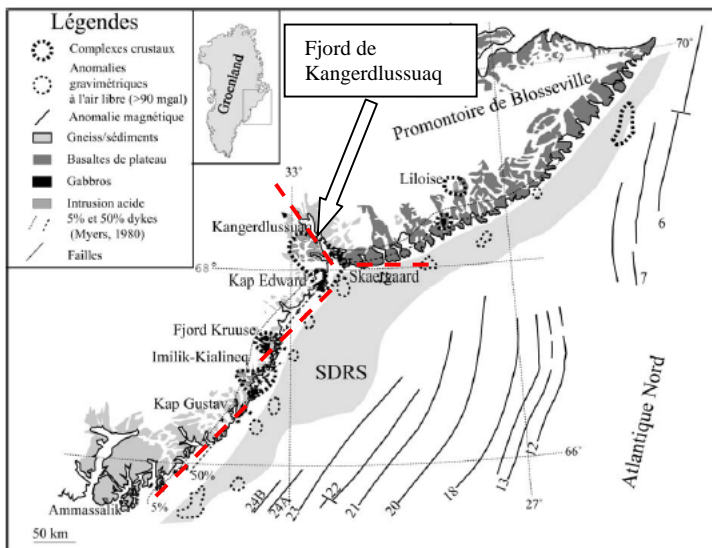 Légendes
Complexes crustaux
Anomalies
gravimétriques
à l'air libre (>90 mgal)
Anomalie magnétique
Gneiss/sédiments
Basaltes de plateau
Gabbros
Intrusion acide
5% et 50% dykes
(Myers, 1980)
Failles
Groenland
Fjord de
Kangerdlussuaq
70°
Promontoire de Blosseville
33°
Liloise
Kangerdlussuaq
6
68°
Skaergaard
Kap Edward
7
Fjord Kruuse
Imilik-Kialineq
SDRS
Kap Gustav
Atlantique Nord
12
66°
13
50%
18
27°
5%
24B
24A
23
22
21
20
Ammassalik
50 km